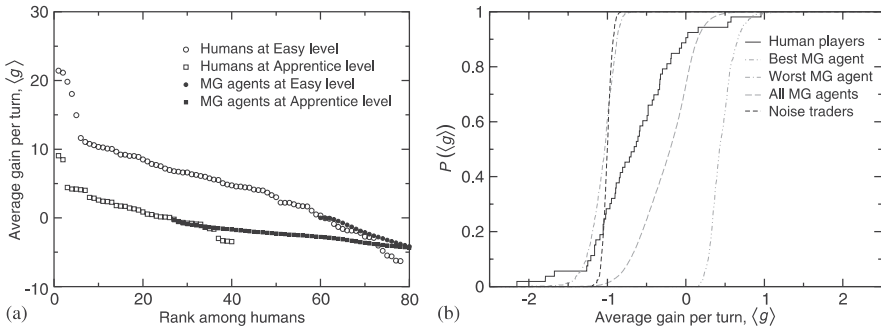 30
20
10
0
-10
0
20
40
60
80
Average gain per turn, ⟨g⟩
Rank among humans
Humans at Easy level
Humans at Apprentice level
MG agents at Easy level
MG agents at Apprentice level
(a)
1
0.8
0.6
0.4
0.2
0
-2
-1
0
1
2
P (⟨g⟩)
Average gain per turn, ⟨g⟩
Human players
Best MG agent
Worst MG agent
All MG agents
Noise traders
(b)